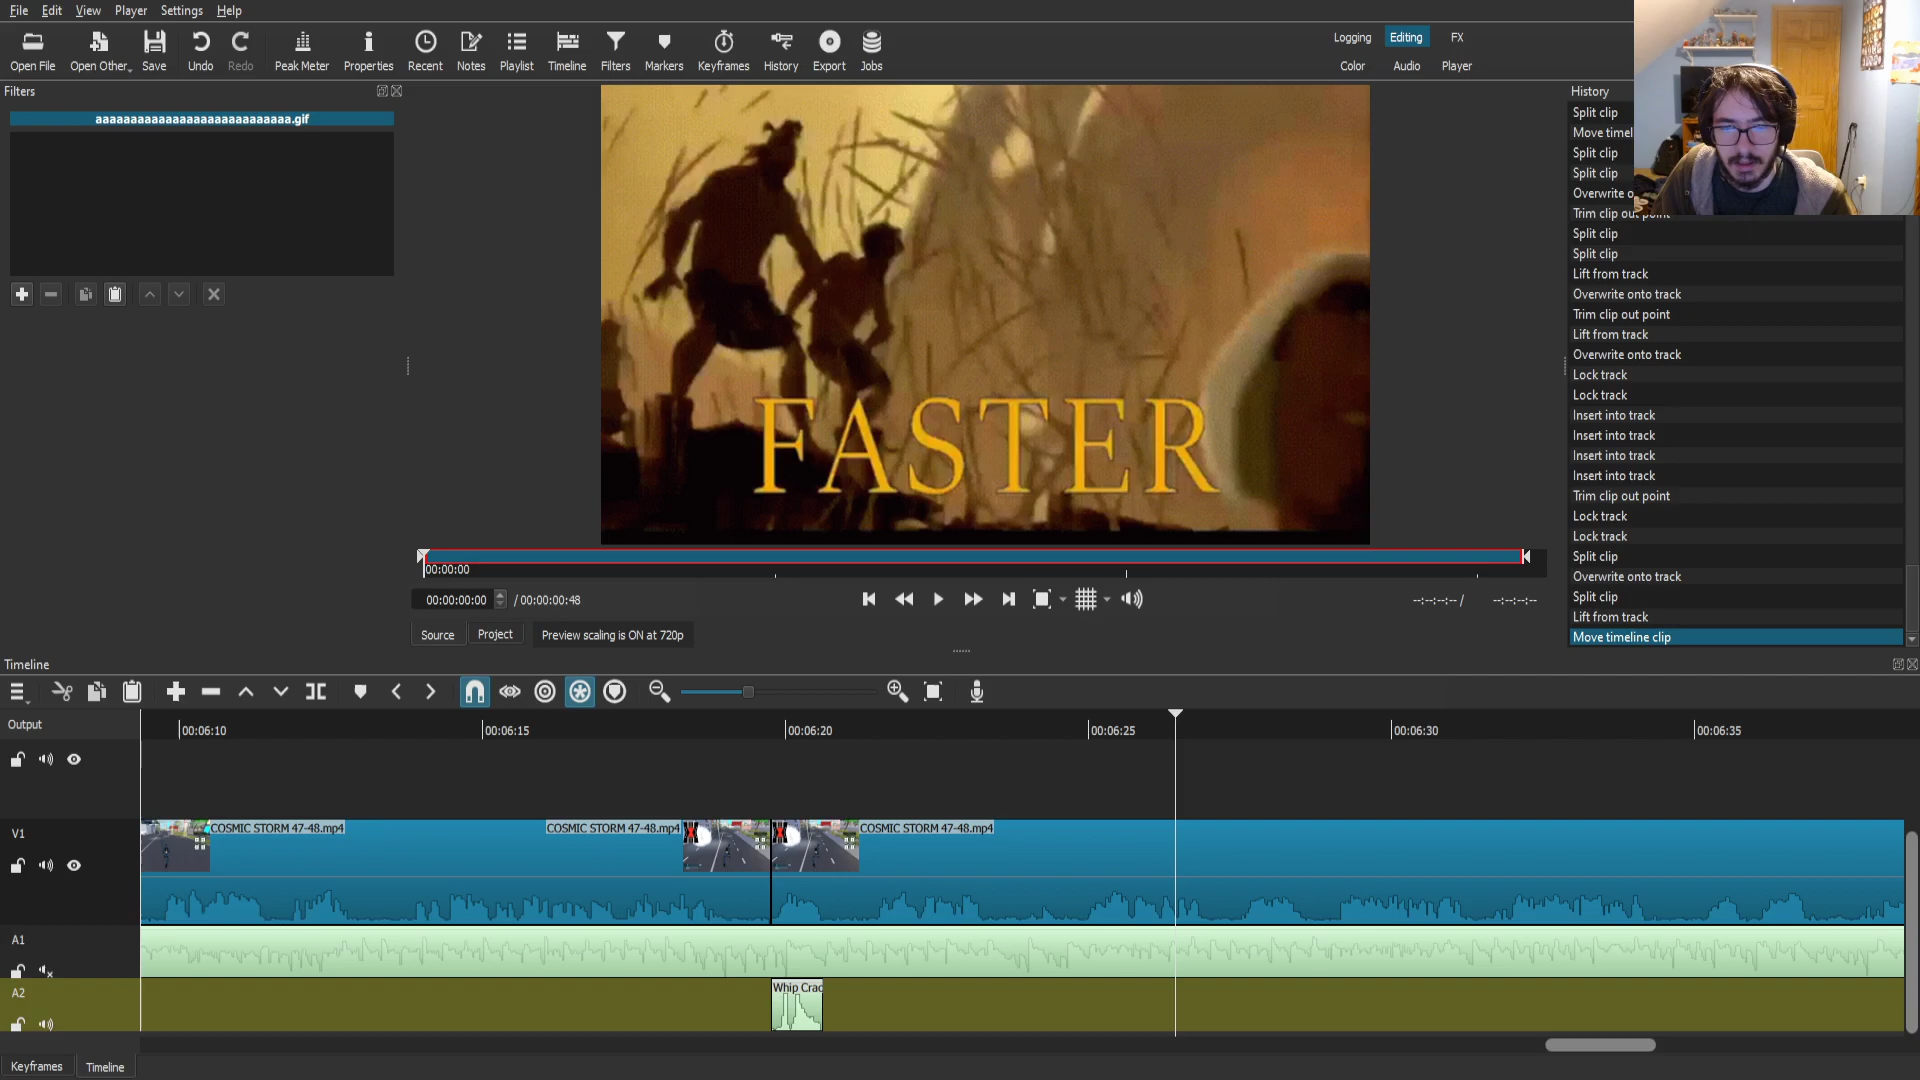 File Edit View Player Settings Help
Open File Open Other... Save Undo Redo Peak Meter Properties Recent Notes Playlist Timeline Filters Markers Keyframes History Export Jobs
Logging Editing FX
Color Audio Player
Filters
aaaaaaaaaaaaaaaaaaaaaaaaaaaa.gif
FASTER
00:00:00
00:00:00:00 / 00:00:00:48
--:--:--:-- / --:--:--:--
Source Project Preview scaling is ON at 720p
History
Split clip
Move timel
Split clip
Split clip
Overwrite o
Trim clip out point
Split clip
Split clip
Lift from track
Overwrite onto track
Trim clip out point
Lift from track
Overwrite onto track
Lock track
Lock track
Insert into track
Insert into track
Insert into track
Insert into track
Trim clip out point
Lock track
Lock track
Split clip
Overwrite onto track
Split clip
Lift from track
Move timeline clip
Timeline
Output
00:06:10 00:06:15 00:06:20 00:06:25 00:06:30 00:06:35
V1
COSMIC STORM 47-48.mp4 COSMIC STORM 47-48.mp4 COSMIC STORM 47-48.mp4
A1
A2
Whip Crac
Keyframes Timeline